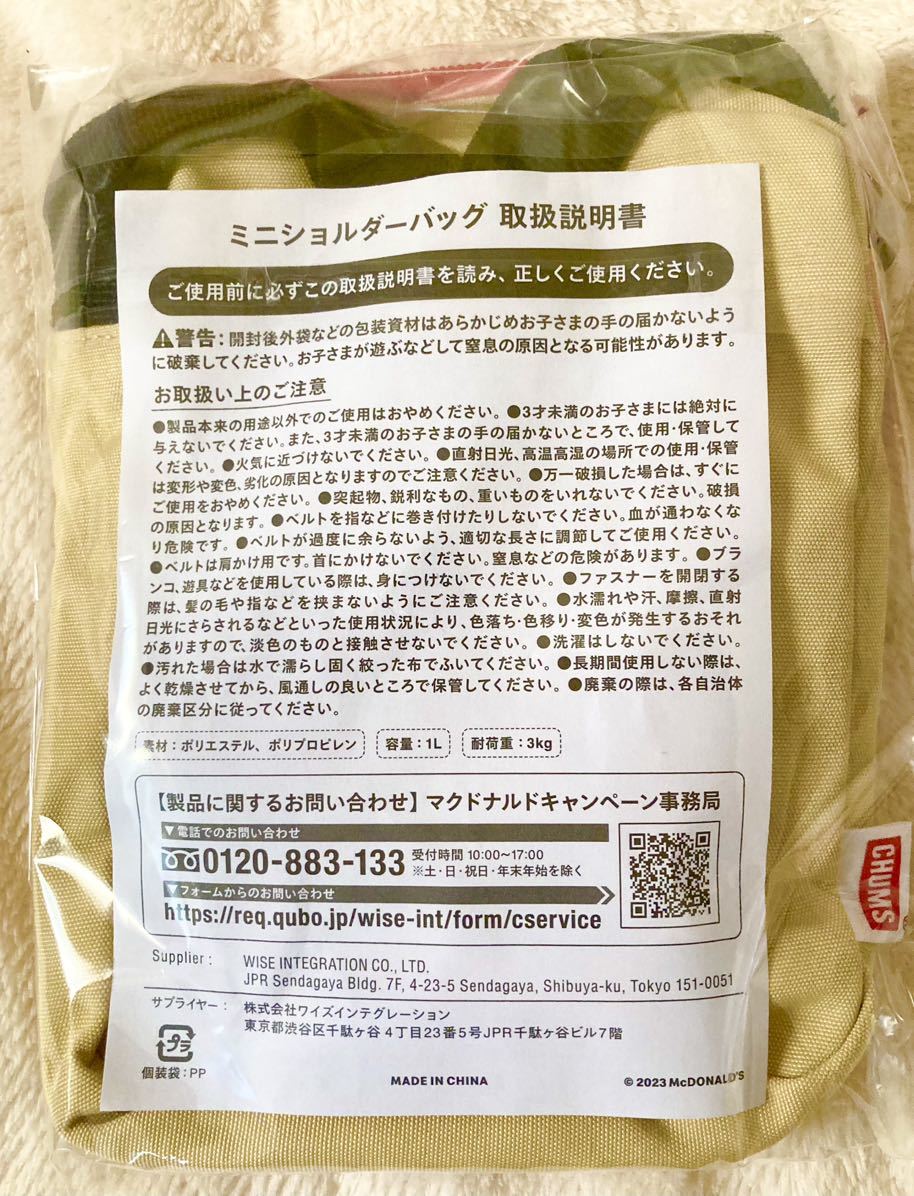 ミニショルダーバッグ 取扱説明書
ご使用前に必ずこの取扱説明書を読み、正しくご使用ください。
警告：開封後外袋などの包装資材はあらかじめお子さまの手の届かないよう
に破棄してください。お子さまが遊ぶなどして窒息の原因となる可能性があります。
お取扱い上のご注意
●製品本来の用途以外でのご使用はおやめください。●3才未満のお子さまには絶対に
与えないでください。また、3才未満のお子さまの手の届かないところで、使用・保管して
ください。●火気に近づけないでください。●直射日光、高温高湿の場所での使用・保管
は変形や変色、劣化の原因となりますのでご注意ください。●万一破損した場合は、すぐに
ご使用をおやめください。●突起物、鋭利なもの、重いものをいれないでください。破損
の原因となります。●ベルトを指などに巻き付けたりしないでください。血が通わなくな
り危険です。●ベルトが過度に余らないよう、適切な長さに調節してご使用ください。
●ベルトは肩かけ用です。首にかけないでください。窒息などの危険があります。●ブラ
ンコ、遊具などを使用している際は、身につけないでください。●ファスナーを開閉する
際は、髪の毛や指などを挟まないようにご注意ください。●水濡れや汗、摩擦、直射
日光にさらされるなどといった使用状況により、色落ち・色移り・変色が発生するおそれ
がありますので、淡色のものと接触させないでください。●洗濯はしないでください。
●汚れた場合は水で濡らし固く絞った布でふいてください。●長期間使用しない際は、
よく乾燥させてから、風通しの良いところで保管してください。●廃棄の際は、各自治体
の廃棄区分に従ってください。
素材：ポリエステル、ポリプロピレン 容量：1L 耐荷重：3kg
【製品に関するお問い合わせ】マクドナルドキャンペーン事務局
▼電話でのお問い合わせ
0120-883-133 受付時間 10:00〜17:00
※土・日・祝日・年末年始を除く
▼フォームからのお問い合わせ
https://req.qubo.jp/wise-int/form/cservice
CHUMS
Supplier : WISE INTEGRATION CO., LTD.
JPR Sendagaya Bldg. 7F, 4-23-5 Sendagaya, Shibuya-ku, Tokyo 151-0051
サプライヤー： 株式会社ワイズインテグレーション
東京都渋谷区千駄ヶ谷4丁目23番5号JPR千駄ヶ谷ビル7階
プラ
個装袋：PP
MADE IN CHINA
© 2023 McDONALD'S